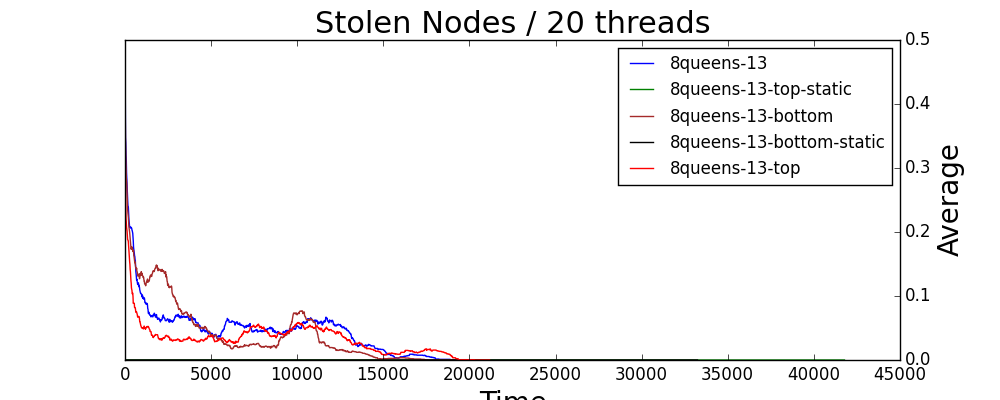 Stolen Nodes / 20 threads
8queens-13
8queens-13-top-static
8queens-13-bottom
8queens-13-bottom-static
8queens-13-top
0.5
0.4
0.3
0.2
0.1
0.0
Average
0 5000 10000 15000 20000 25000 30000 35000 40000 45000
Time